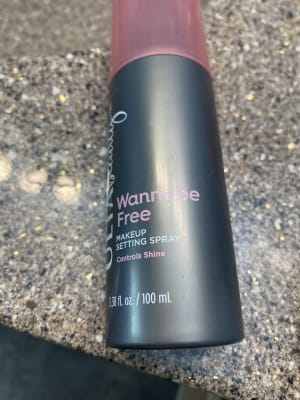 Wannabe
Free
MAKEUP
SETTING SPRAY
Controls Shine
3.38 fl. oz. / 100 mL